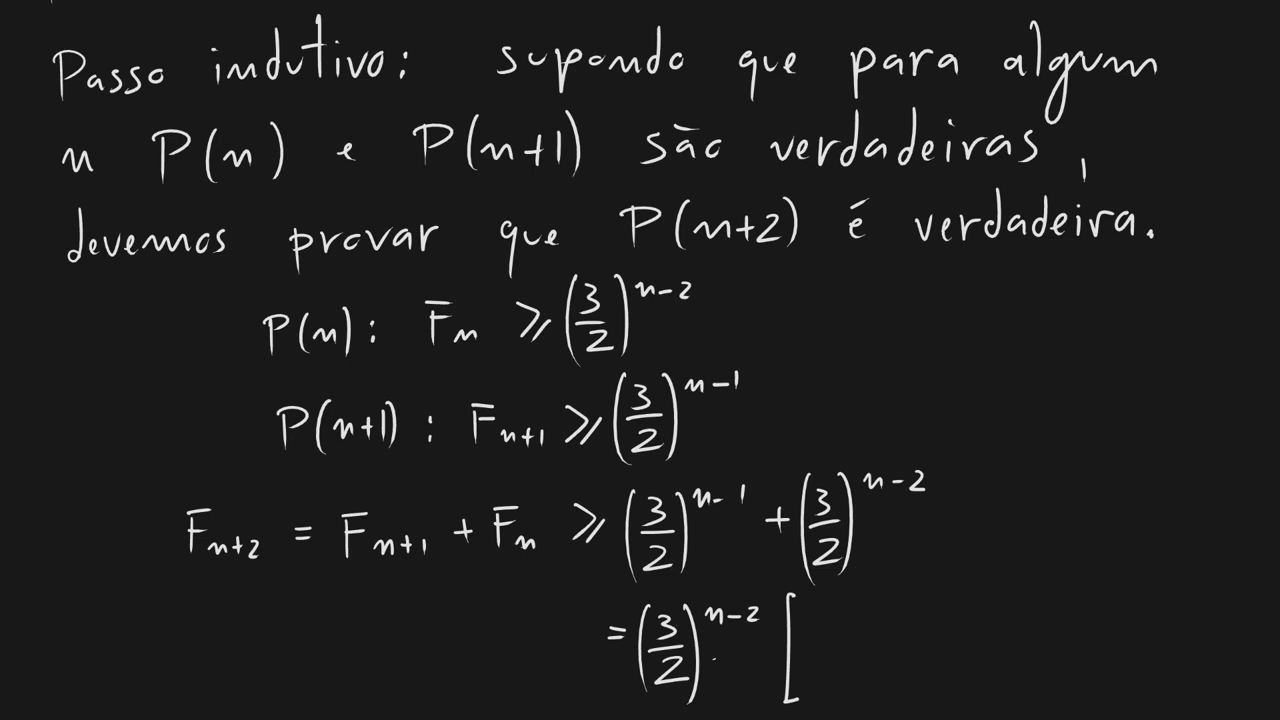 Passo indutivo: supondo que para algum
n P(n) e P(n+1) são verdadeiras,
devemos provar que P(n+2) é verdadeira.
P(n): Fₙ ⩾ (3/2)ⁿ⁻²
P(n+1): Fₙ₊₁ ⩾ (3/2)ⁿ⁻¹
Fₙ₊₂ = Fₙ₊₁ + Fₙ ⩾ (3/2)ⁿ⁻¹ + (3/2)ⁿ⁻²
= (3/2)ⁿ⁻² [